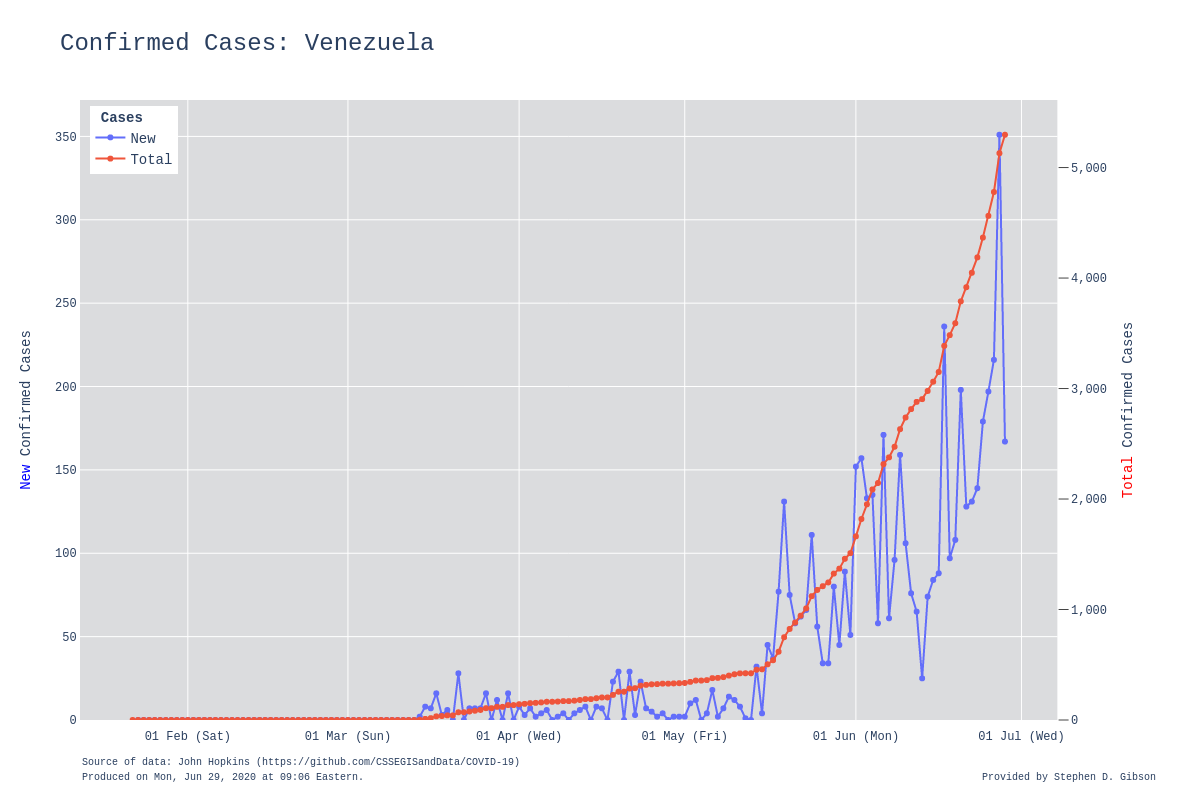 Confirmed Cases: Venezuela
Cases
New
Total
350
300
250
200
150
100
50
0
New Confirmed Cases
5,000
4,000
3,000
2,000
1,000
0
Total Confirmed Cases
01 Feb (Sat)
01 Mar (Sun)
01 Apr (Wed)
01 May (Fri)
01 Jun (Mon)
01 Jul (Wed)
Source of data: John Hopkins (https://github.com/CSSEGISandData/COVID-19)
Produced on Mon, Jun 29, 2020 at 09:06 Eastern.
Provided by Stephen D. Gibson